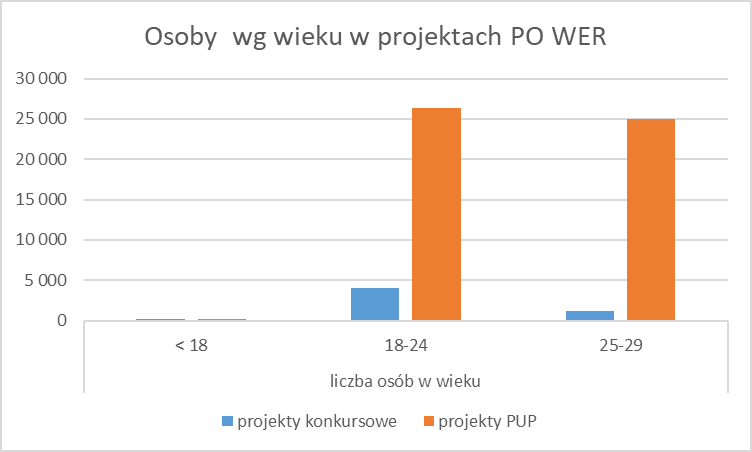 Osoby  wg wieku w projektach PO WER
30 000
25 000
20 000
15 000
10 000
5 000
0
< 18
18-24
25-29
liczba osób w wieku
projekty konkursowe
projekty PUP